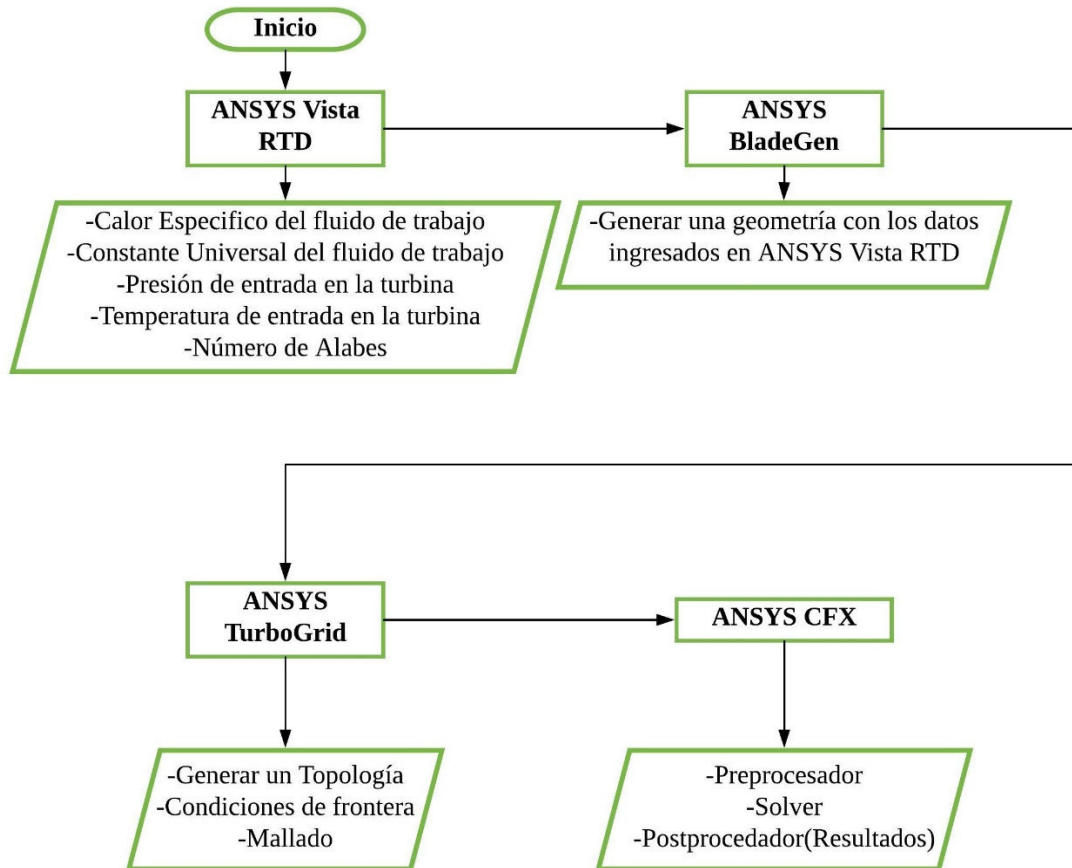 Inicio
ANSYS Vista
RTD
-Calor Especifico del fluido de trabajo
-Constante Universal del fluido de trabajo
-Presión de entrada en la turbina
-Temperatura de entrada en la turbina
-Número de Alabes
ANSYS
BladeGen
-Generar una geometría con los datos
ingresados en ANSYS Vista RTD
ANSYS
TurboGrid
-Generar un Topología
-Condiciones de frontera
-Mallado
ANSYS CFX
-Preprocesador
-Solver
-Postprocedador(Resultados)